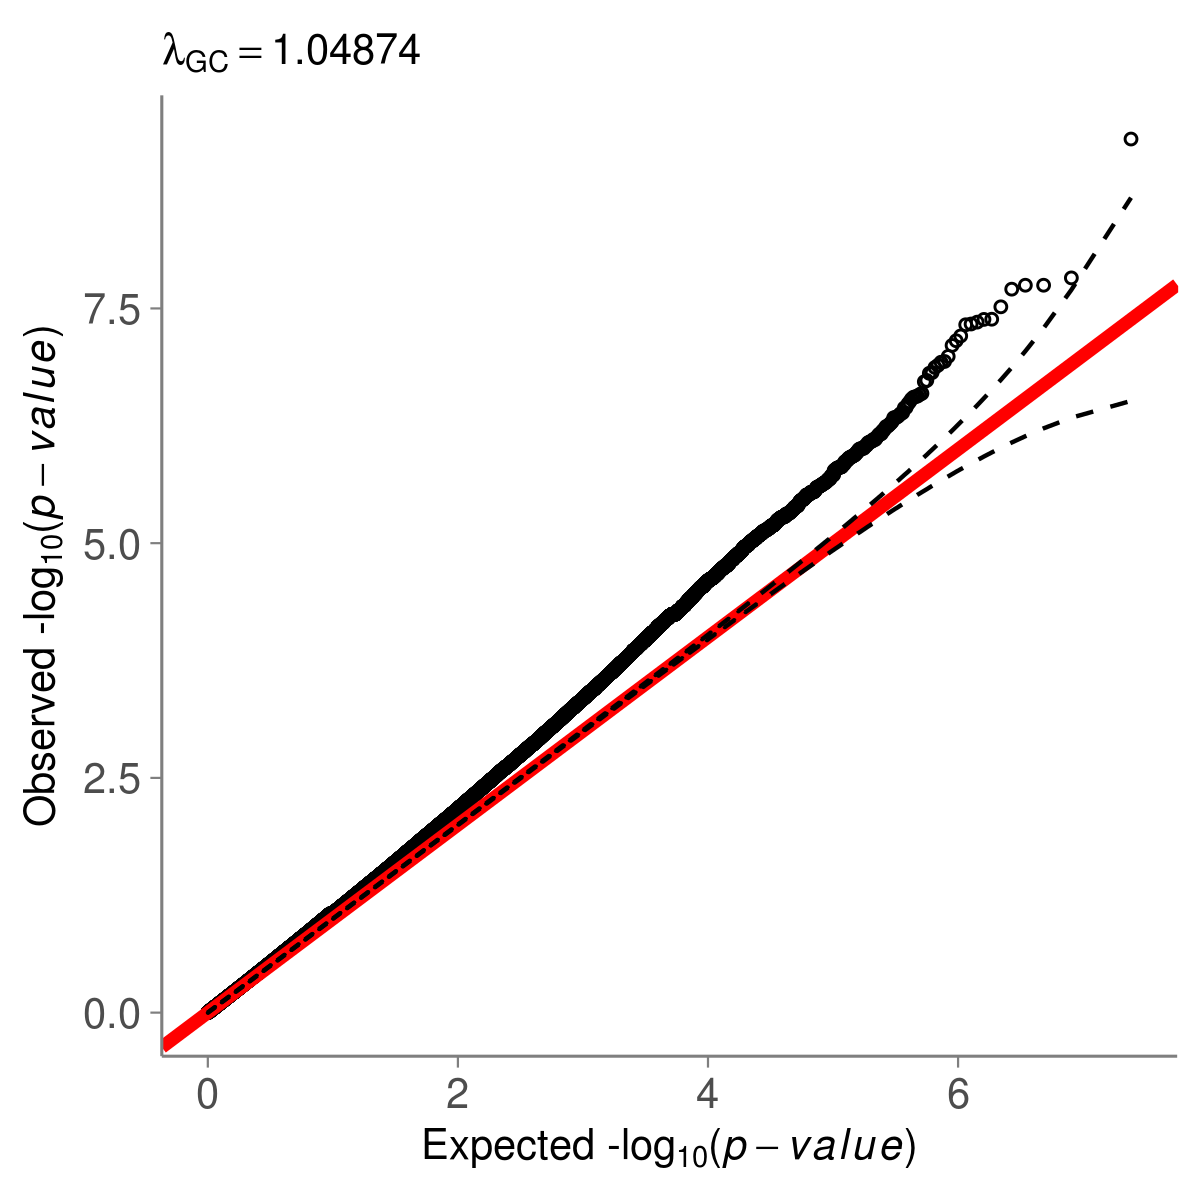 λGC = 1.04874
Observed -log10(p − value)
7.5
5.0
2.5
0.0
0 2 4 6
Expected -log10(p − value)